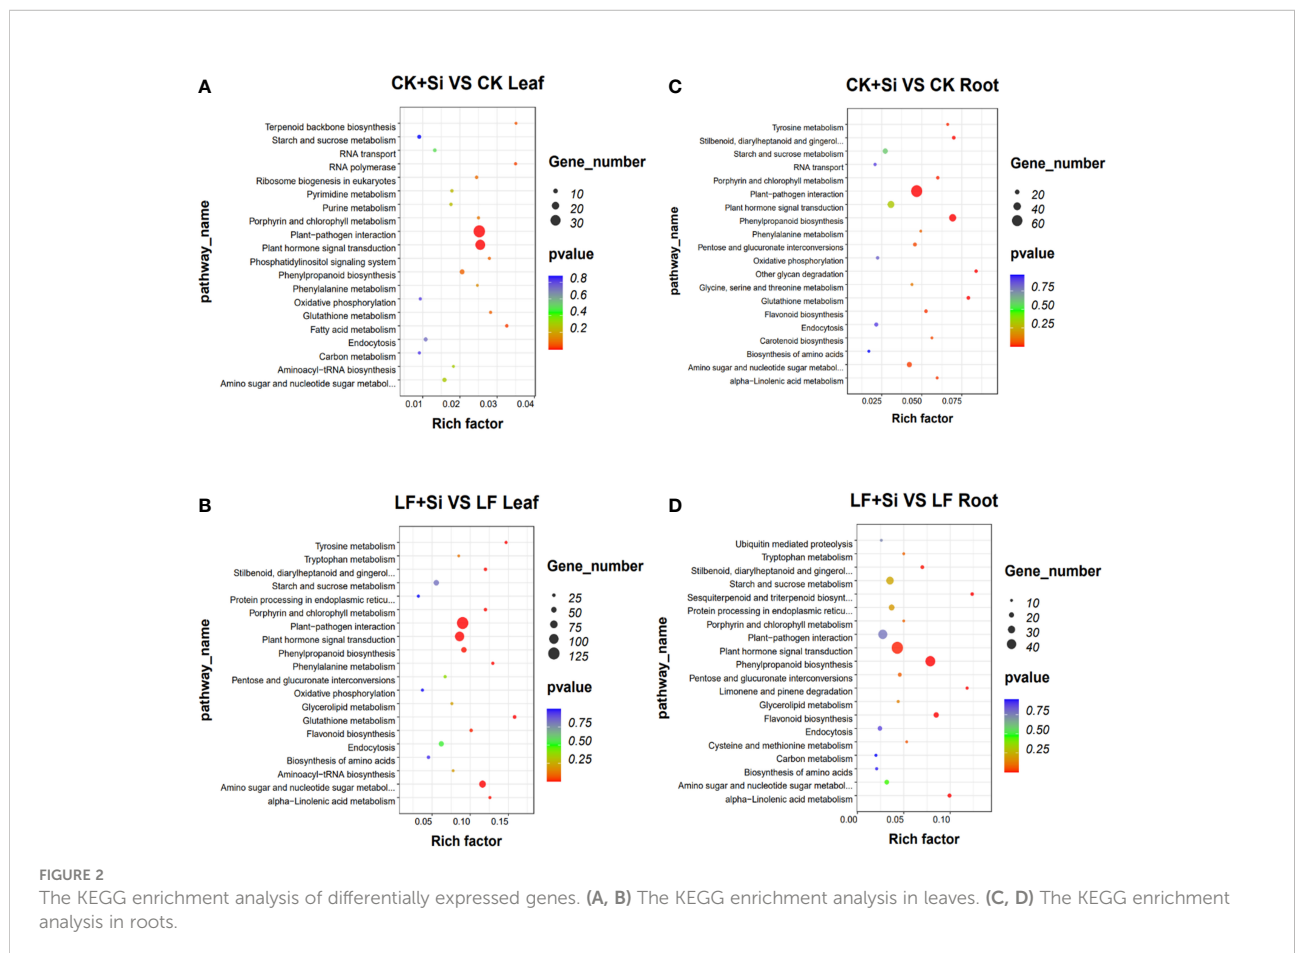 A
CK+Si VS CK Leaf
pathway_name
Terpenoid backbone biosynthesis
Starch and sucrose metabolism
RNA transport
RNA polymerase
Ribosome biogenesis in eukaryotes
Pyrimidine metabolism
Purine metabolism
Porphyrin and chlorophyll metabolism
Plant−pathogen interaction
Plant hormone signal transduction
Phosphatidylinositol signaling system
Phenylpropanoid biosynthesis
Phenylalanine metabolism
Oxidative phosphorylation
Glutathione metabolism
Fatty acid metabolism
Endocytosis
Carbon metabolism
Aminoacyl−tRNA biosynthesis
Amino sugar and nucleotide sugar metabol...
0.01 0.02 0.03 0.04
Rich factor
Gene_number
10
20
30
pvalue
0.8
0.6
0.4
0.2
C
CK+Si VS CK Root
pathway_name
Tyrosine metabolism
Stilbenoid, diarylheptanoid and gingerol...
Starch and sucrose metabolism
RNA transport
Porphyrin and chlorophyll metabolism
Plant−pathogen interaction
Plant hormone signal transduction
Phenylpropanoid biosynthesis
Phenylalanine metabolism
Pentose and glucuronate interconversions
Oxidative phosphorylation
Other glycan degradation
Glycine, serine and threonine metabolism
Glutathione metabolism
Flavonoid biosynthesis
Endocytosis
Carotenoid biosynthesis
Biosynthesis of amino acids
Amino sugar and nucleotide sugar metabol...
alpha−Linolenic acid metabolism
0.025 0.050 0.075
Rich factor
Gene_number
20
40
60
pvalue
0.75
0.50
0.25
B
LF+Si VS LF Leaf
pathway_name
Tyrosine metabolism
Tryptophan metabolism
Stilbenoid, diarylheptanoid and gingerol...
Starch and sucrose metabolism
Protein processing in endoplasmic reticu...
Porphyrin and chlorophyll metabolism
Plant−pathogen interaction
Plant hormone signal transduction
Phenylpropanoid biosynthesis
Phenylalanine metabolism
Pentose and glucuronate interconversions
Oxidative phosphorylation
Glycerolipid metabolism
Glutathione metabolism
Flavonoid biosynthesis
Endocytosis
Biosynthesis of amino acids
Aminoacyl−tRNA biosynthesis
Amino sugar and nucleotide sugar metabol...
alpha−Linolenic acid metabolism
0.05 0.10 0.15
Rich factor
Gene_number
25
50
75
100
125
pvalue
0.75
0.50
0.25
D
LF+Si VS LF Root
pathway_name
Ubiquitin mediated proteolysis
Tryptophan metabolism
Stilbenoid, diarylheptanoid and gingerol...
Starch and sucrose metabolism
Sesquiterpenoid and triterpenoid biosynt...
Protein processing in endoplasmic reticu...
Porphyrin and chlorophyll metabolism
Plant−pathogen interaction
Plant hormone signal transduction
Phenylpropanoid biosynthesis
Pentose and glucuronate interconversions
Limonene and pinene degradation
Glycerolipid metabolism
Flavonoid biosynthesis
Endocytosis
Cysteine and methionine metabolism
Carbon metabolism
Biosynthesis of amino acids
Amino sugar and nucleotide sugar metabol...
alpha−Linolenic acid metabolism
0.00 0.05 0.10
Rich factor
Gene_number
10
20
30
40
pvalue
0.75
0.50
0.25
FIGURE 2
The KEGG enrichment analysis of differentially expressed genes. (A, B) The KEGG enrichment analysis in leaves. (C, D) The KEGG enrichment
analysis in roots.